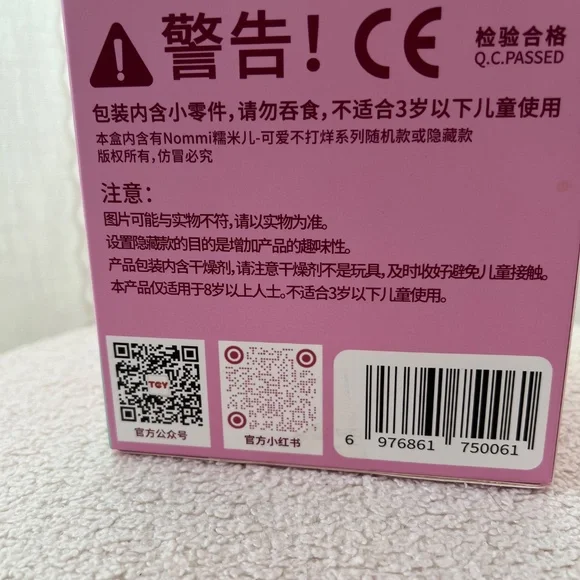 警告!
CE
检验合格
Q.C.PASSED
包装内含小零件,请勿吞食,不适合3岁以下儿童使用
本盒内含有Nommi糯米儿-可爱不打烊系列随机款或隐藏款
版权所有,仿冒必究
注意:
图片可能与实物不符,请以实物为准。
设置隐藏款的目的是增加产品的趣味性。
产品包装内含干燥剂,请注意干燥剂不是玩具,及时收好避免儿童接触。
本产品仅适用于8岁以上人士。不适合3岁以下儿童使用。
TCY
官方公众号
官方小红书
6 976861 750061